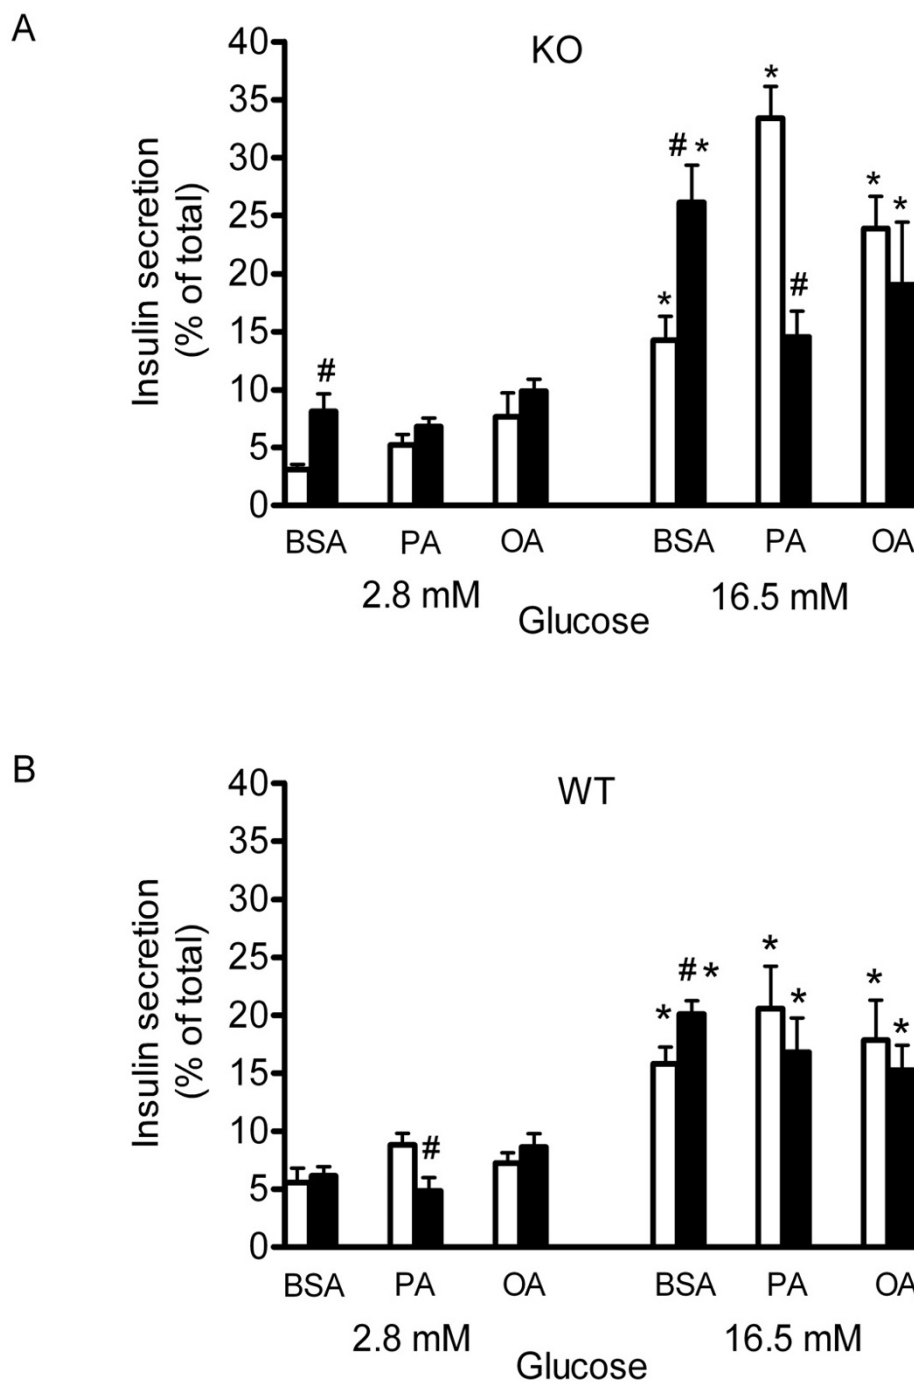 A
KO
40
35
30
25
20
15
10
5
0
Insulin secretion
(% of total)
#
*
# *
*
#
*
*
BSA PA OA BSA PA OA
2.8 mM 16.5 mM
Glucose
B
WT
40
35
30
25
20
15
10
5
0
Insulin secretion
(% of total)
#
*
# *
*
*
*
*
BSA PA OA BSA PA OA
2.8 mM 16.5 mM
Glucose